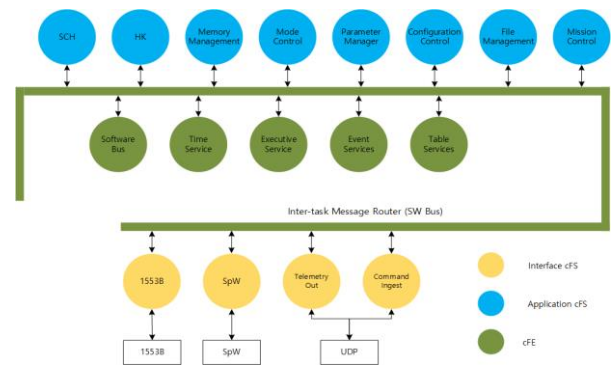 SCH
HK
Memory
Management
Mode
Control
Parameter
Manager
Configuration
Control
File
Management
Mission
Control
Software
Bus
Time
Service
Executive
Service
Event
Services
Table
Services
Inter-task Message Router (SW Bus)
1553B
SpW
Telemetry
Out
Command
Ingest
Interface cFS
Application cFS
cFE
1553B
SpW
UDP